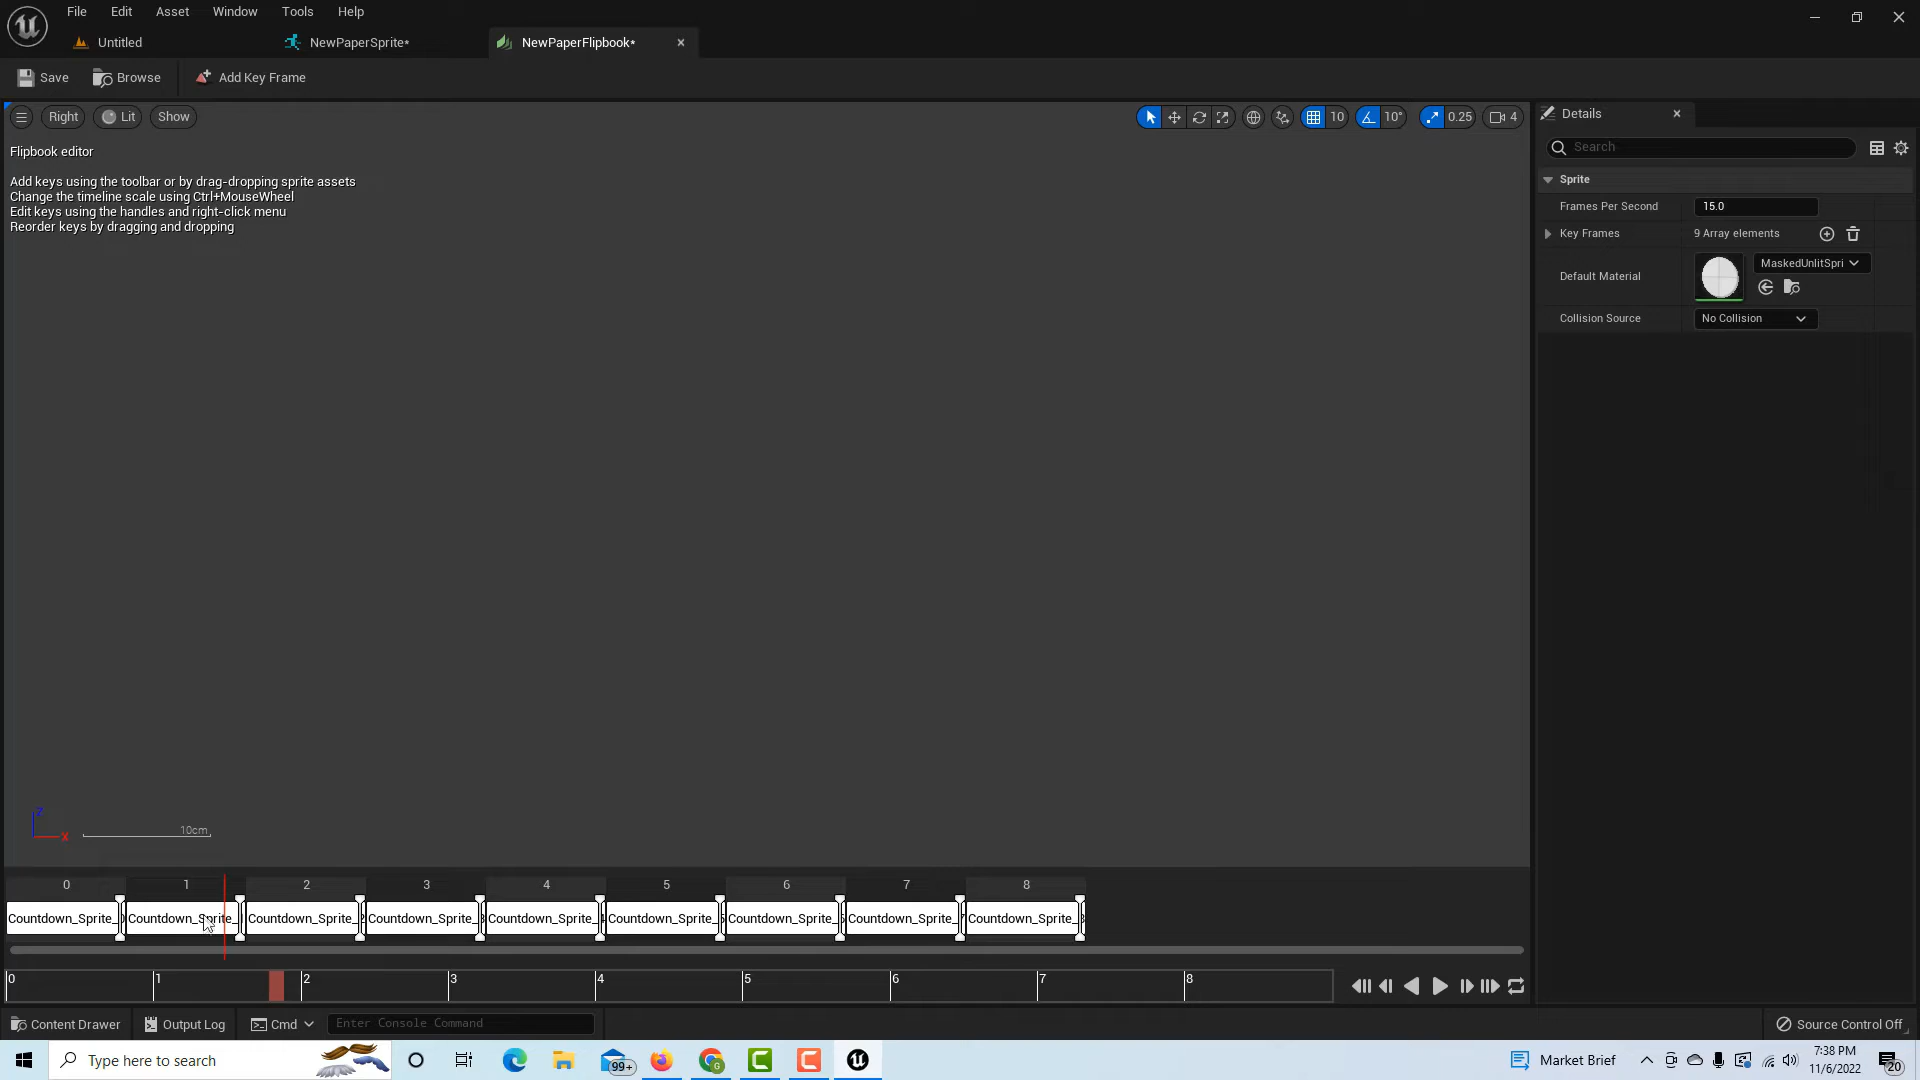 File Edit Asset Window Tools Help
Untitled NewPaperSprite* NewPaperFlipbook*
Save Browse Add Key Frame
Right Lit Show 10 10° 0.25 4
Flipbook editor
Add keys using the toolbar or by drag-dropping sprite assets
Change the timeline scale using Ctrl+MouseWheel
Edit keys using the handles and right-click menu
Reorder keys by dragging and dropping
Details
Search
Sprite
Frames Per Second 15.0
Key Frames 9 Array elements
Default Material MaskedUnlitSpri
Collision Source No Collision
Z
X
10cm
0 1 2 3 4 5 6 7 8
Countdown_Sprite_ Countdown_Sprite_ Countdown_Sprite_ Countdown_Sprite_ Countdown_Sprite_ Countdown_Sprite_ Countdown_Sprite_ Countdown_Sprite_ Countdown_Sprite_
0 1 2 3 4 5 6 7 8
Content Drawer Output Log Cmd Enter Console Command Source Control Off
Type here to search 99+ Market Brief 7:38 PM
11/6/2022 20